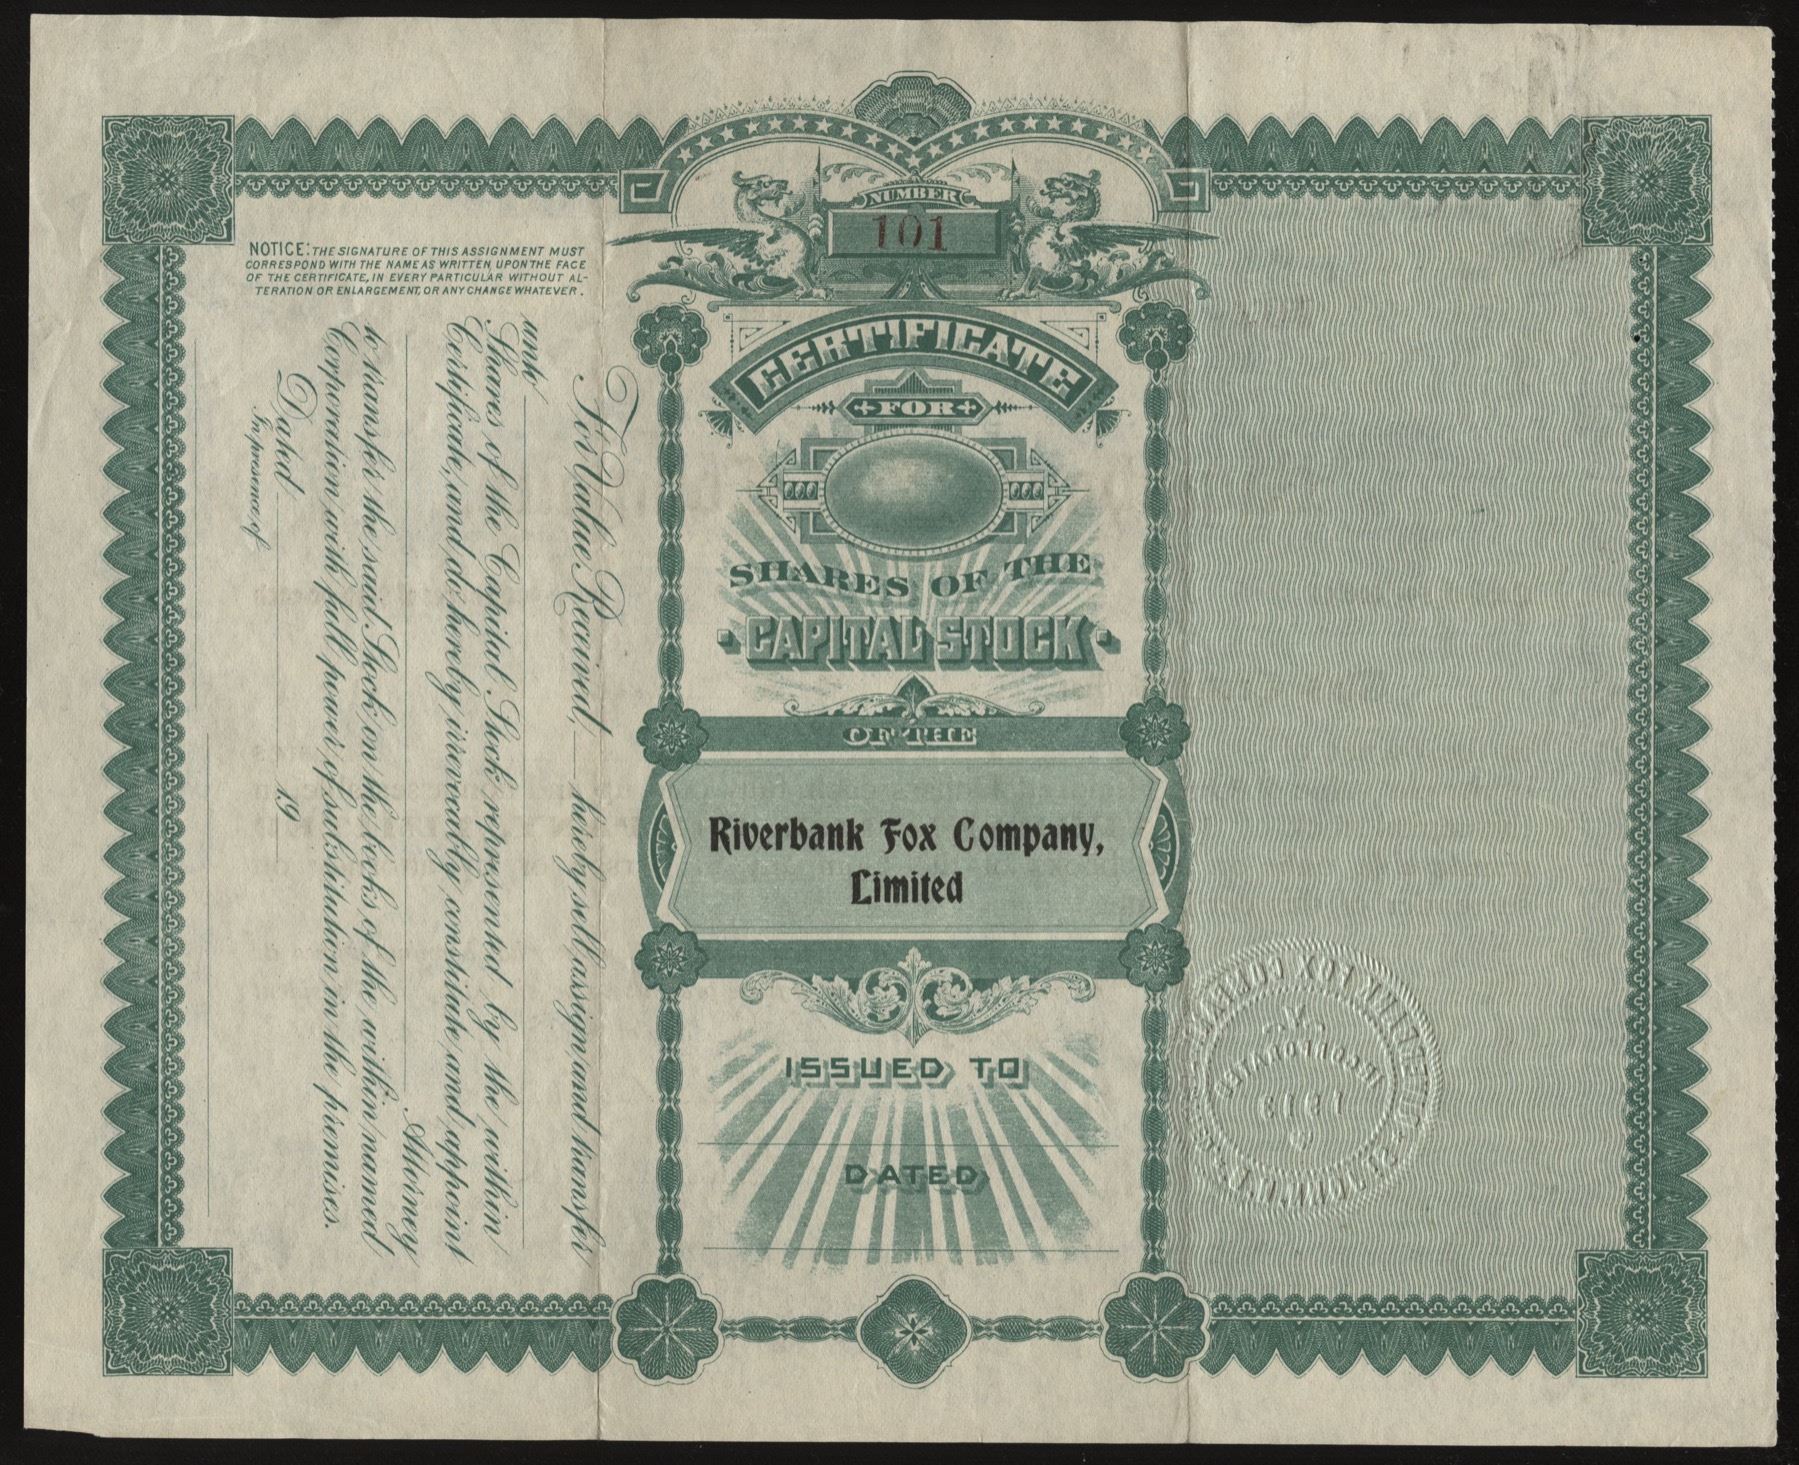 NOTICE: THE SIGNATURE OF THIS ASSIGNMENT MUST
CORRESPOND WITH THE NAME AS WRITTEN, UPON THE FACE
OF THE CERTIFICATE, IN EVERY PARTICULAR WITHOUT AL-
TERATION OR ENLARGEMENT, OR ANY CHANGE WHATEVER.
For Value Received, hereby sell, assign, and transfer
unto
Shares of the Capital Stock represented by the within
Certificate, and do hereby irrevocably constitute and appoint
Attorney
to transfer the said Stock on the books of the within named
Corporation with full power of substitution in the premises.
Dated 19
In presence of
NUMBER
101
CERTIFICATE
FOR
SHARES OF THE
CAPITAL STOCK
OF THE
Riverbank Fox Company,
Limited
ISSUED TO
DATED
FOX COMPANY
INCORPORATED
1913